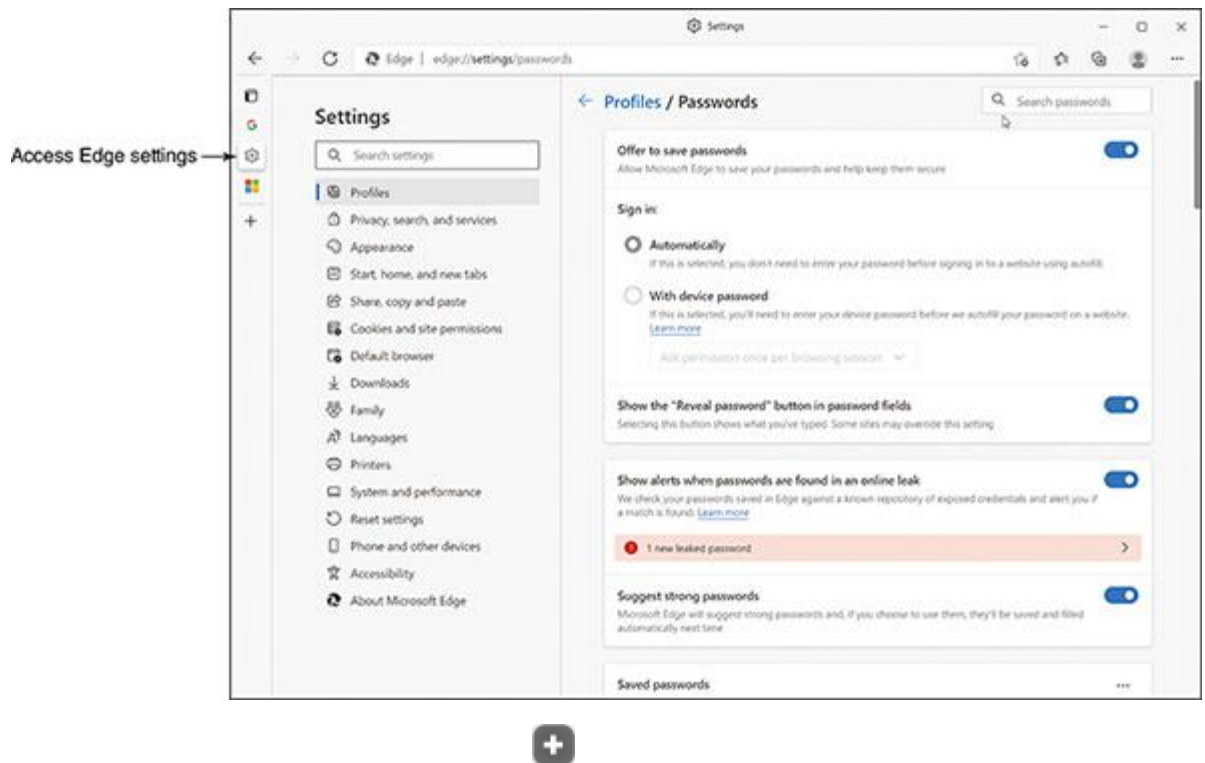 Settings
Edge | edge://settings/passwords
Access Edge settings
Settings
Search settings
Profiles
Privacy, search, and services
Appearance
Start, home, and new tabs
Share, copy and paste
Cookies and site permissions
Default browser
Downloads
Family
Languages
Printers
System and performance
Reset settings
Phone and other devices
Accessibility
About Microsoft Edge
Profiles / Passwords
Search passwords
Offer to save passwords
Allow Microsoft Edge to save your passwords and help keep them secure
Sign in:
Automatically
If this is selected, you don't need to enter your password before signing in to a website using autofill.
With device password
If this is selected, you'll need to enter your device password before we autofill your password on a website.
Learn more
Ask permission once per browsing session
Show the "Reveal password" button in password fields
Selecting this button shows what you've typed. Some sites may override this setting
Show alerts when passwords are found in an online leak
We check your passwords saved in Edge against a known repository of exposed credentials and alert you if
a match is found. Learn more
1 new leaked password
Suggest strong passwords
Microsoft Edge will suggest strong passwords and, if you choose to use them, they'll be saved and filled
automatically next time
Saved passwords